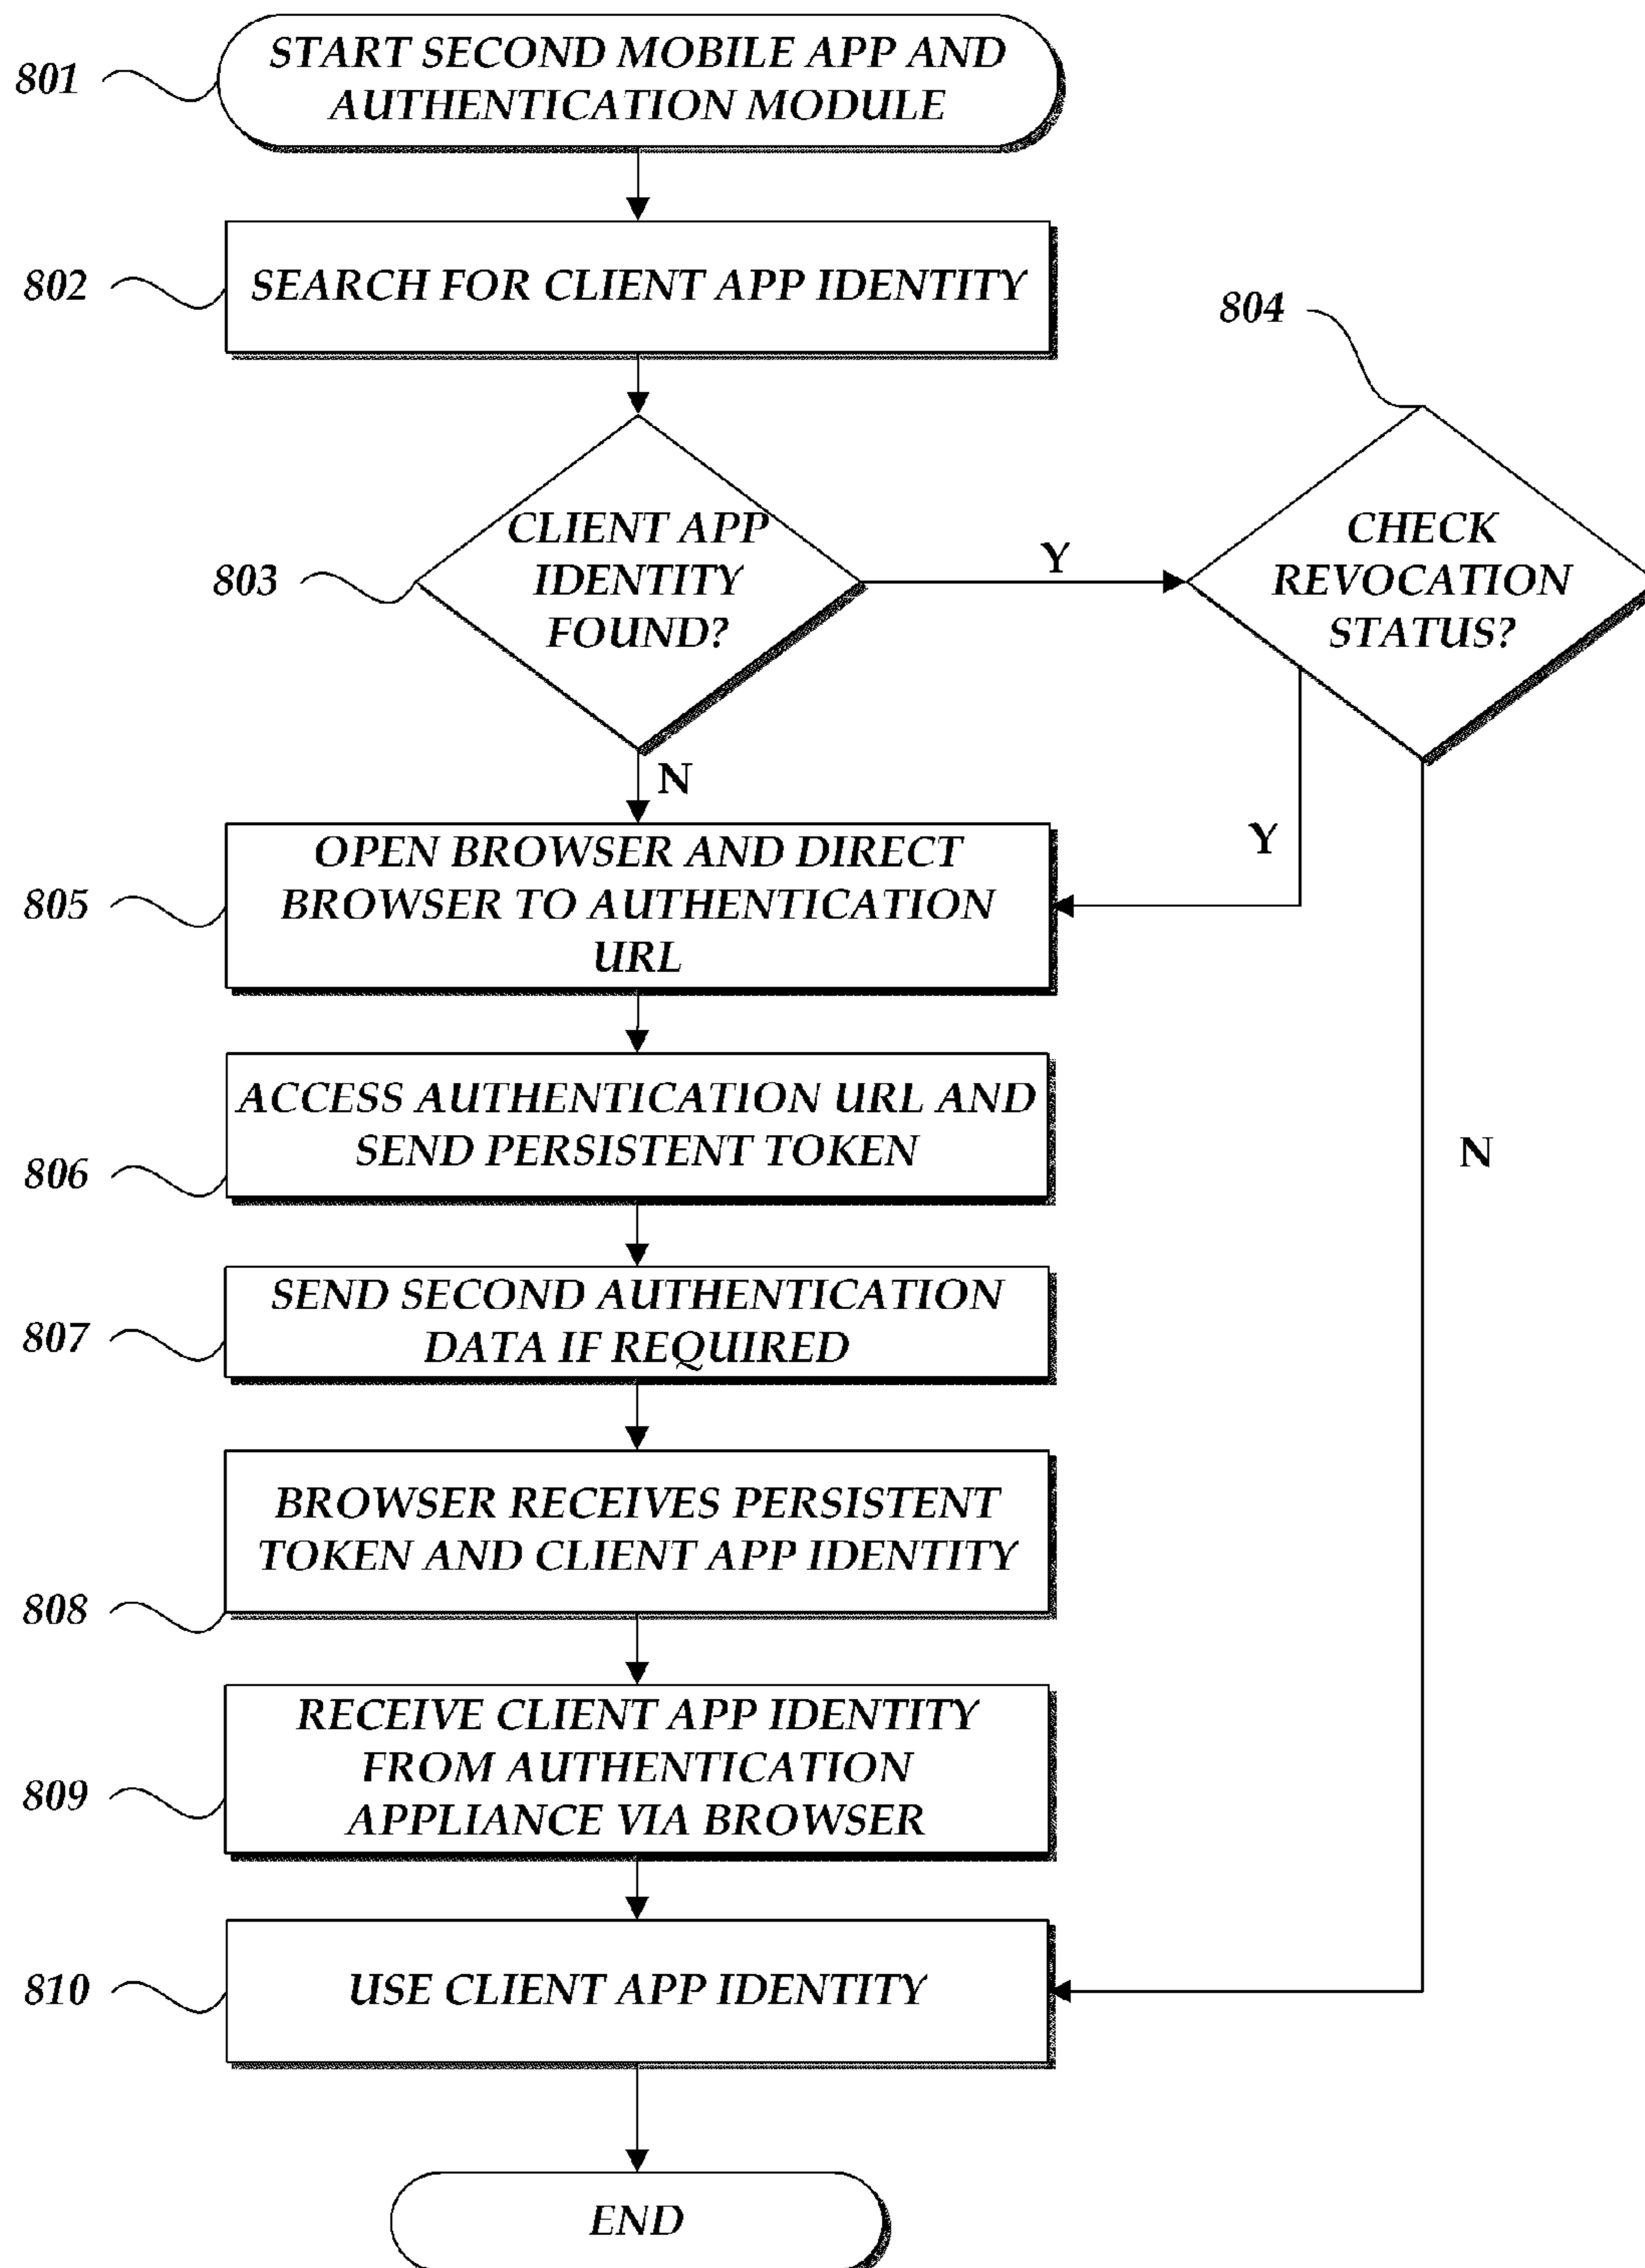 801
START SECOND MOBILE APP AND
AUTHENTICATION MODULE
802
SEARCH FOR CLIENT APP IDENTITY
804
803
CLIENT APP
IDENTITY
FOUND?
Y
CHECK
REVOCATION
STATUS?
N
Y
805
OPEN BROWSER AND DIRECT
BROWSER TO AUTHENTICATION
URL
806
ACCESS AUTHENTICATION URL AND
SEND PERSISTENT TOKEN
N
807
SEND SECOND AUTHENTICATION
DATA IF REQUIRED
808
BROWSER RECEIVES PERSISTENT
TOKEN AND CLIENT APP IDENTITY
809
RECEIVE CLIENT APP IDENTITY
FROM AUTHENTICATION
APPLIANCE VIA BROWSER
810
USE CLIENT APP IDENTITY
END